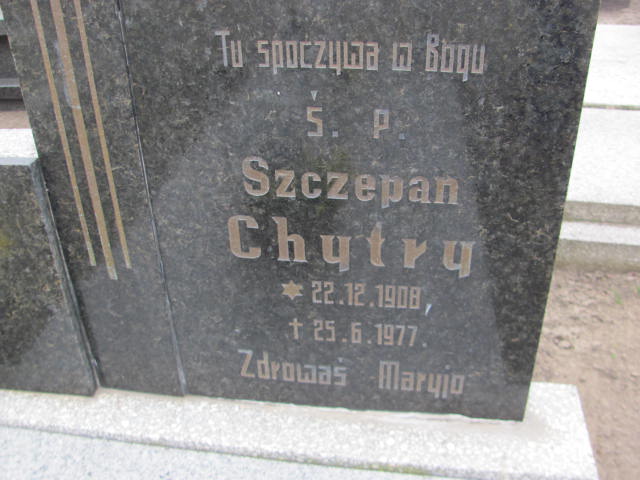 Tu spoczywa w Bogu
Ś. P.
Szczepan
Chytry
✶ 22.12.1908,
† 25.6.1977.
Zdrowaś Maryjo